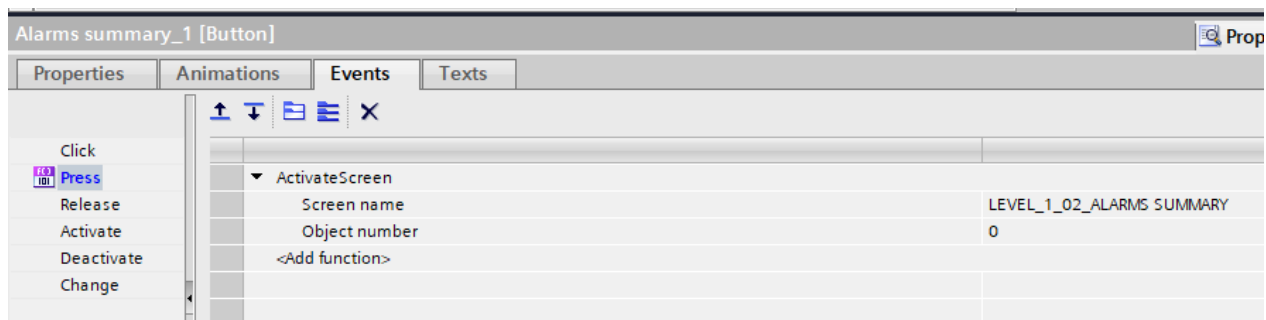 Alarms summary_1 [Button]
Prop
Properties Animations Events Texts
Click
Press
Release
Activate
Deactivate
Change
ActivateScreen
Screen name LEVEL_1_02_ALARMS SUMMARY
Object number 0
<Add function>